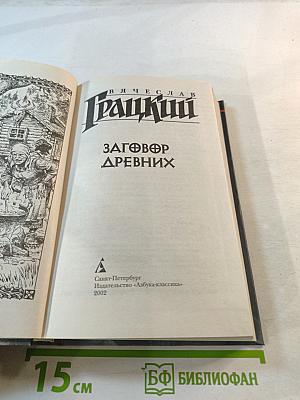 ВЯЧЕСЛАВ
Грацкий
ЗАГОВОР
ДРЕВНИХ
Санкт-Петербург
Издательство «Азбука-классика»
2002
15 см
БФ БИБЛИОФАН